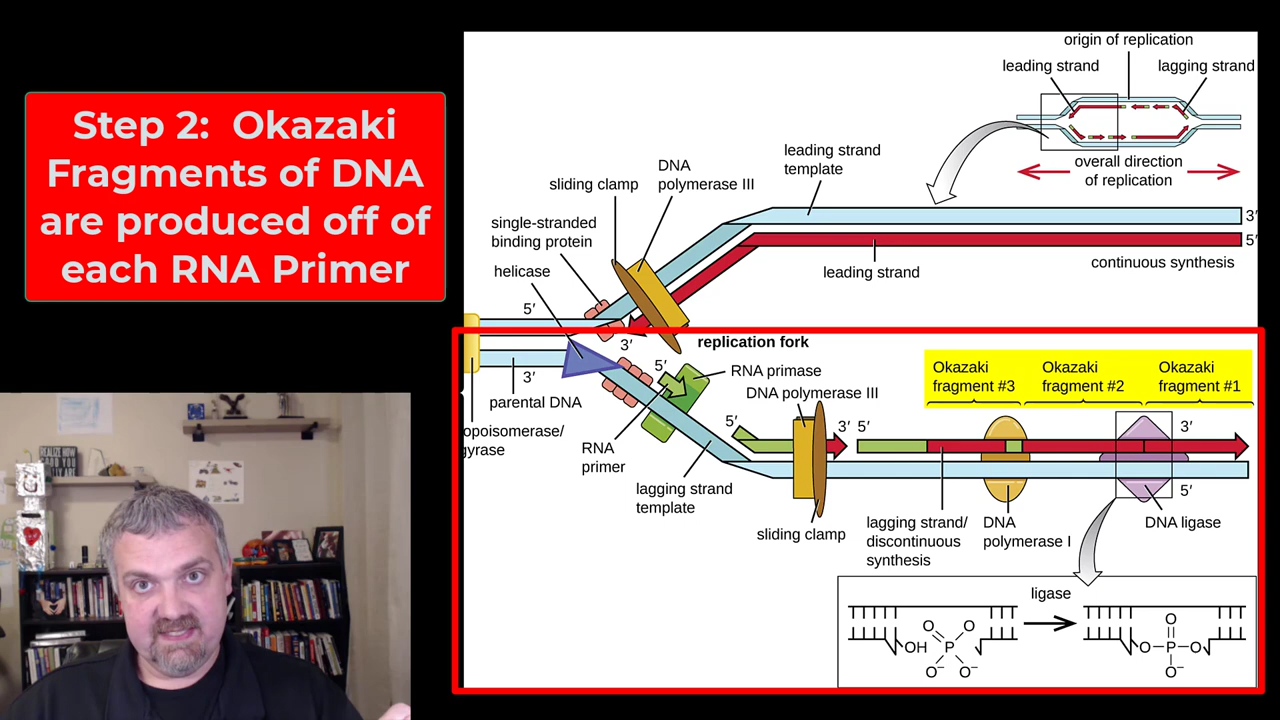 Step 2:  Okazaki
Fragments of DNA
are produced off of
each RNA Primer
origin of replication
leading strand
lagging strand
overall direction
of replication
leading strand
template
DNA
polymerase III
sliding clamp
single-stranded
binding protein
helicase
3′
5′
leading strand
continuous synthesis
5′
3′
replication fork
3′
parental DNA
opoisomerase/
gyrase
5′
RNA primase
DNA polymerase III
RNA
primer
5′
3′
5′
lagging strand
template
sliding clamp
Okazaki
fragment #3
Okazaki
fragment #2
Okazaki
fragment #1
3′
5′
lagging strand/
discontinuous
synthesis
DNA
polymerase I
DNA ligase
ligase
OH
O
O
P
O⁻
O⁻
O
O
P
O
O⁻